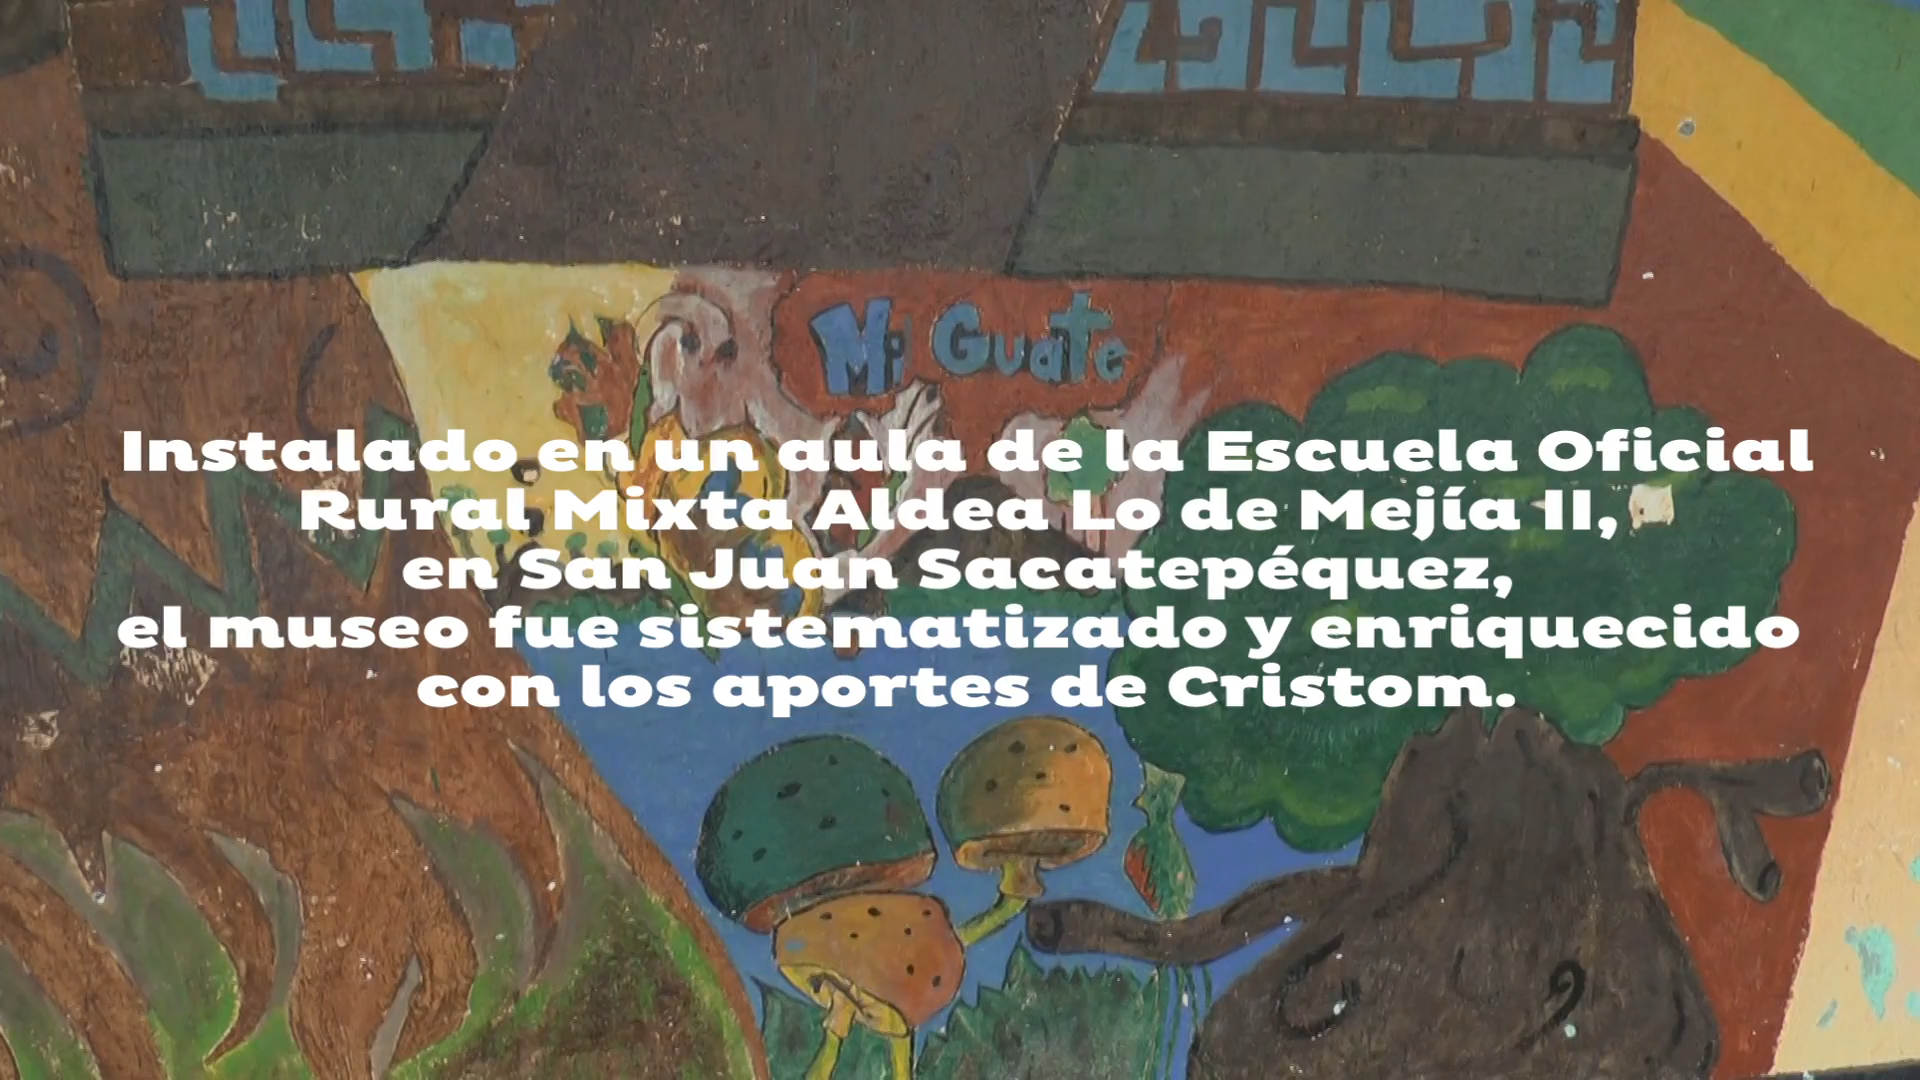 Mi Guate
Instalado en un aula de la Escuela Oficial
Rural Mixta Aldea Lo de Mejía II,
en San Juan Sacatepéquez,
el museo fue sistematizado y enriquecido
con los aportes de Cristom.